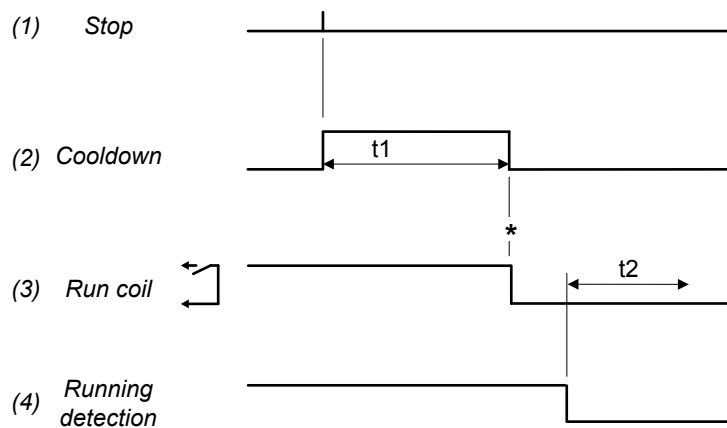 (1) Stop
(2) Cooldown
t1
*
(3) Run coil
t2
(4) Running
detection